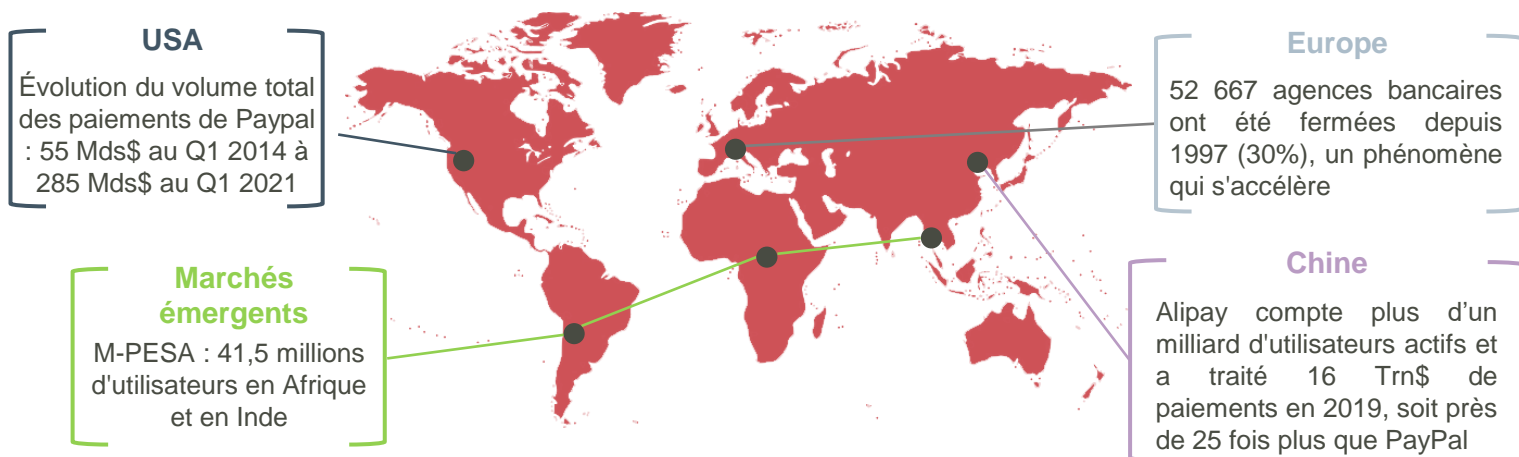 USA
Évolution du volume total
des paiements de Paypal
: 55 Mds$ au Q1 2014 à
285 Mds$ au Q1 2021
Europe
52 667 agences bancaires
ont été fermées depuis
1997 (30%), un phénomène
qui s'accélère
Marchés
émergents
M-PESA : 41,5 millions
d'utilisateurs en Afrique
et en Inde
Chine
Alipay compte plus d’un
milliard d'utilisateurs actifs et
a traité 16 Trn$ de
paiements en 2019, soit près
de 25 fois plus que PayPal